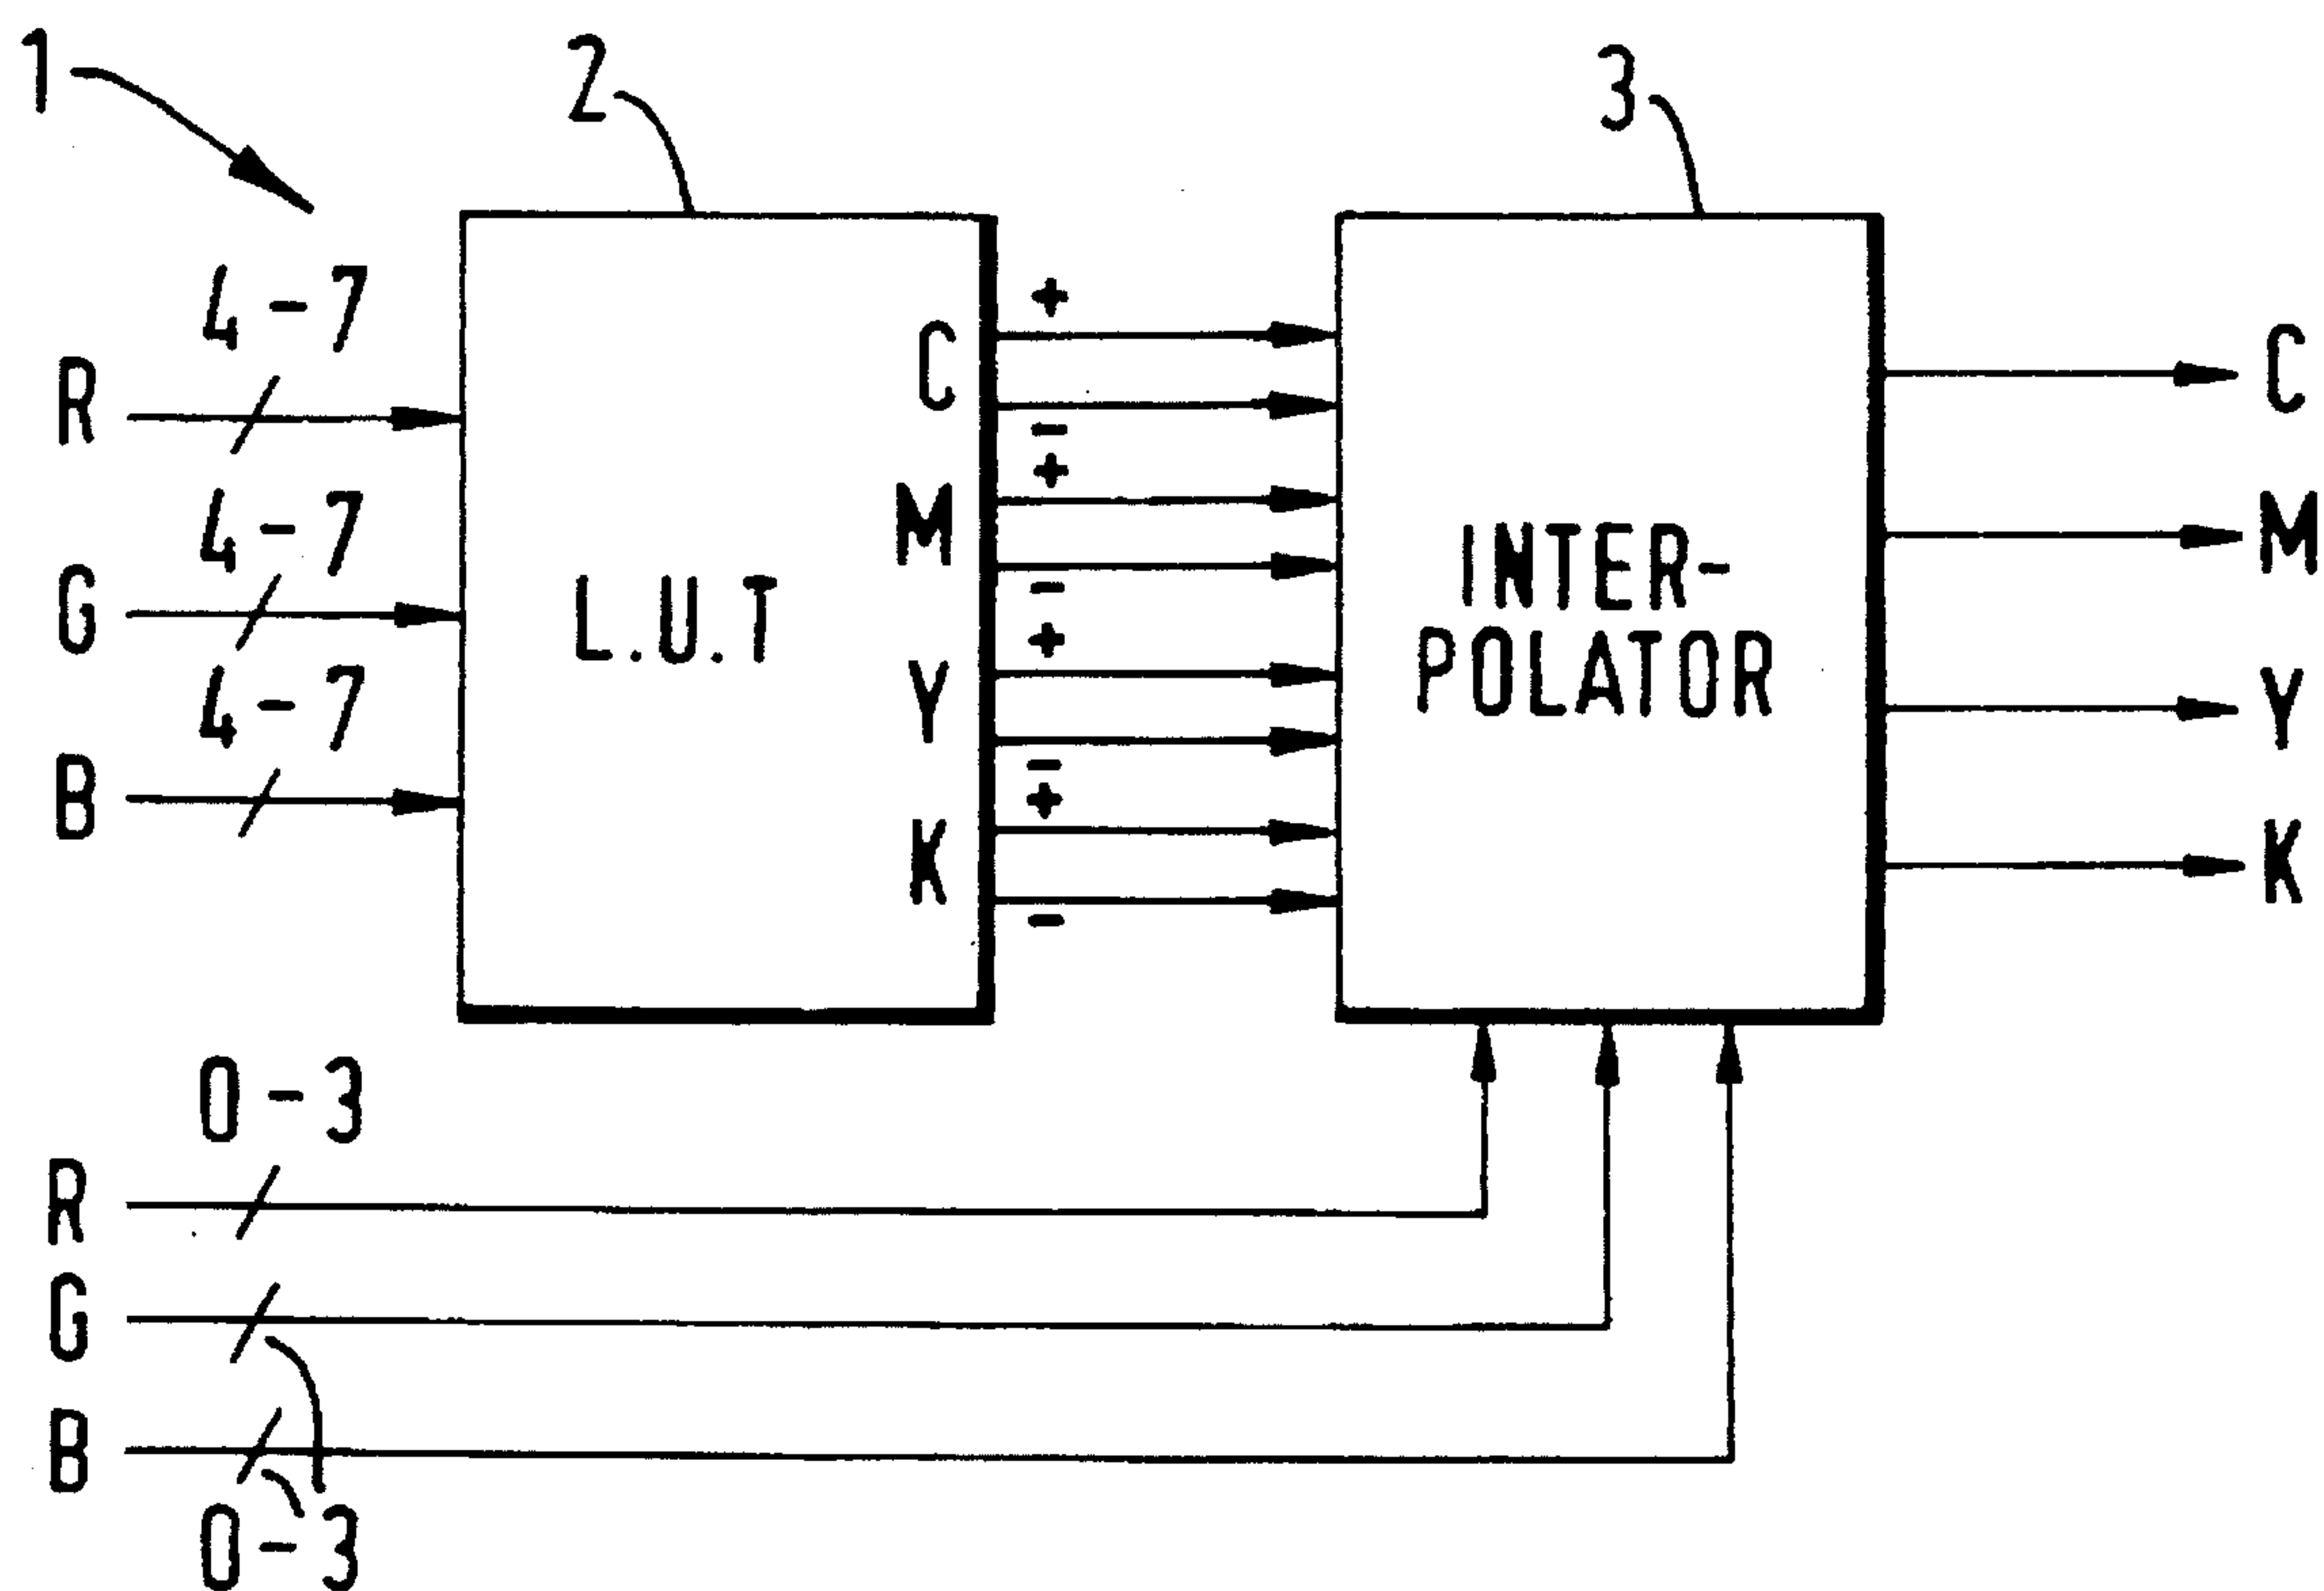 1
2
3
4-7
R
4-7
G
4-7
B
L.U.T
C
+
-
M
+
-
Y
+
-
K
+
-
INTER-
POLATOR
C
M
Y
K
0-3
R
G
B
0-3